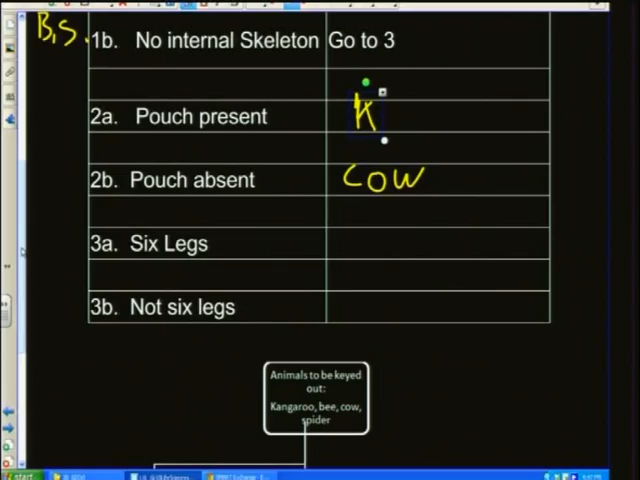 B,S.
1b. No internal Skeleton Go to 3
2a. Pouch present K
2b. Pouch absent cow
3a. Six Legs
3b. Not six legs
Animals to be keyed
out:
Kangaroo, bee, cow,
spider
start